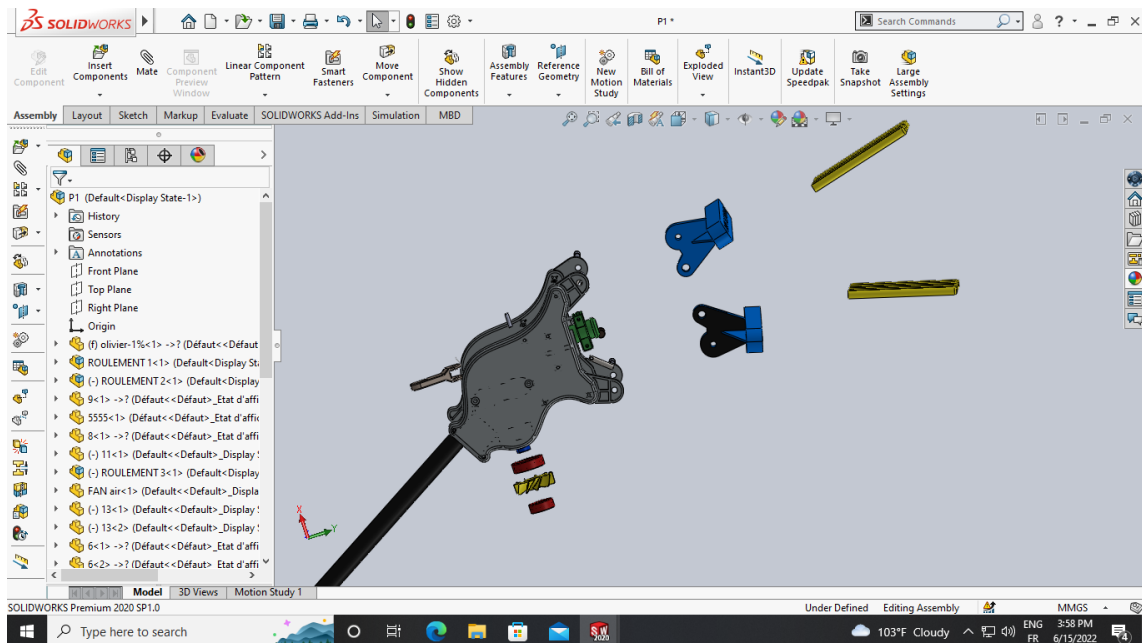 SOLIDWORKS
P1 *
Search Commands
Edit Component
Insert Components
Mate
Component Preview Window
Linear Component Pattern
Smart Fasteners
Move Component
Show Hidden Components
Assembly Features
Reference Geometry
New Motion Study
Bill of Materials
Exploded View
Instant3D
Update Speedpak
Take Snapshot
Large Assembly Settings
Assembly Layout Sketch Markup Evaluate SOLIDWORKS Add-Ins Simulation MBD
P1 (Default<Display State-1>)
History
Sensors
A Annotations
Front Plane
Top Plane
Right Plane
Origin
(f) olivier-1%<1> ->? (Défaut<<Défaut
ROULEMENT 1<1> (Default<Display Sta
(-) ROULEMENT 2<1> (Default<Display
9<1> ->? (Défaut<<Défaut>_Etat d'affi
5555<1> (Défaut<<Défaut>_Etat d'affic
8<1> ->? (Défaut<<Défaut>_Etat d'affi
(-) 11<1> (Default<<Default>_Display S
(-) ROULEMENT 3<1> (Default<Display
FAN air<1> (Default<<Default>_Displa
(-) 13<1> (Default<<Default>_Display S
(-) 13<2> (Default<<Default>_Display S
6<1> ->? (Défaut<<Défaut>_Etat d'affi
6<2> ->? (Défaut<<Défaut>_Etat d'affi
X
Y
Model 3D Views Motion Study 1
SOLIDWORKS Premium 2020 SP1.0
Under Defined Editing Assembly MMGS
Type here to search
SW 2020
103°F Cloudy
ENG
FR
3:58 PM
6/15/2022
4